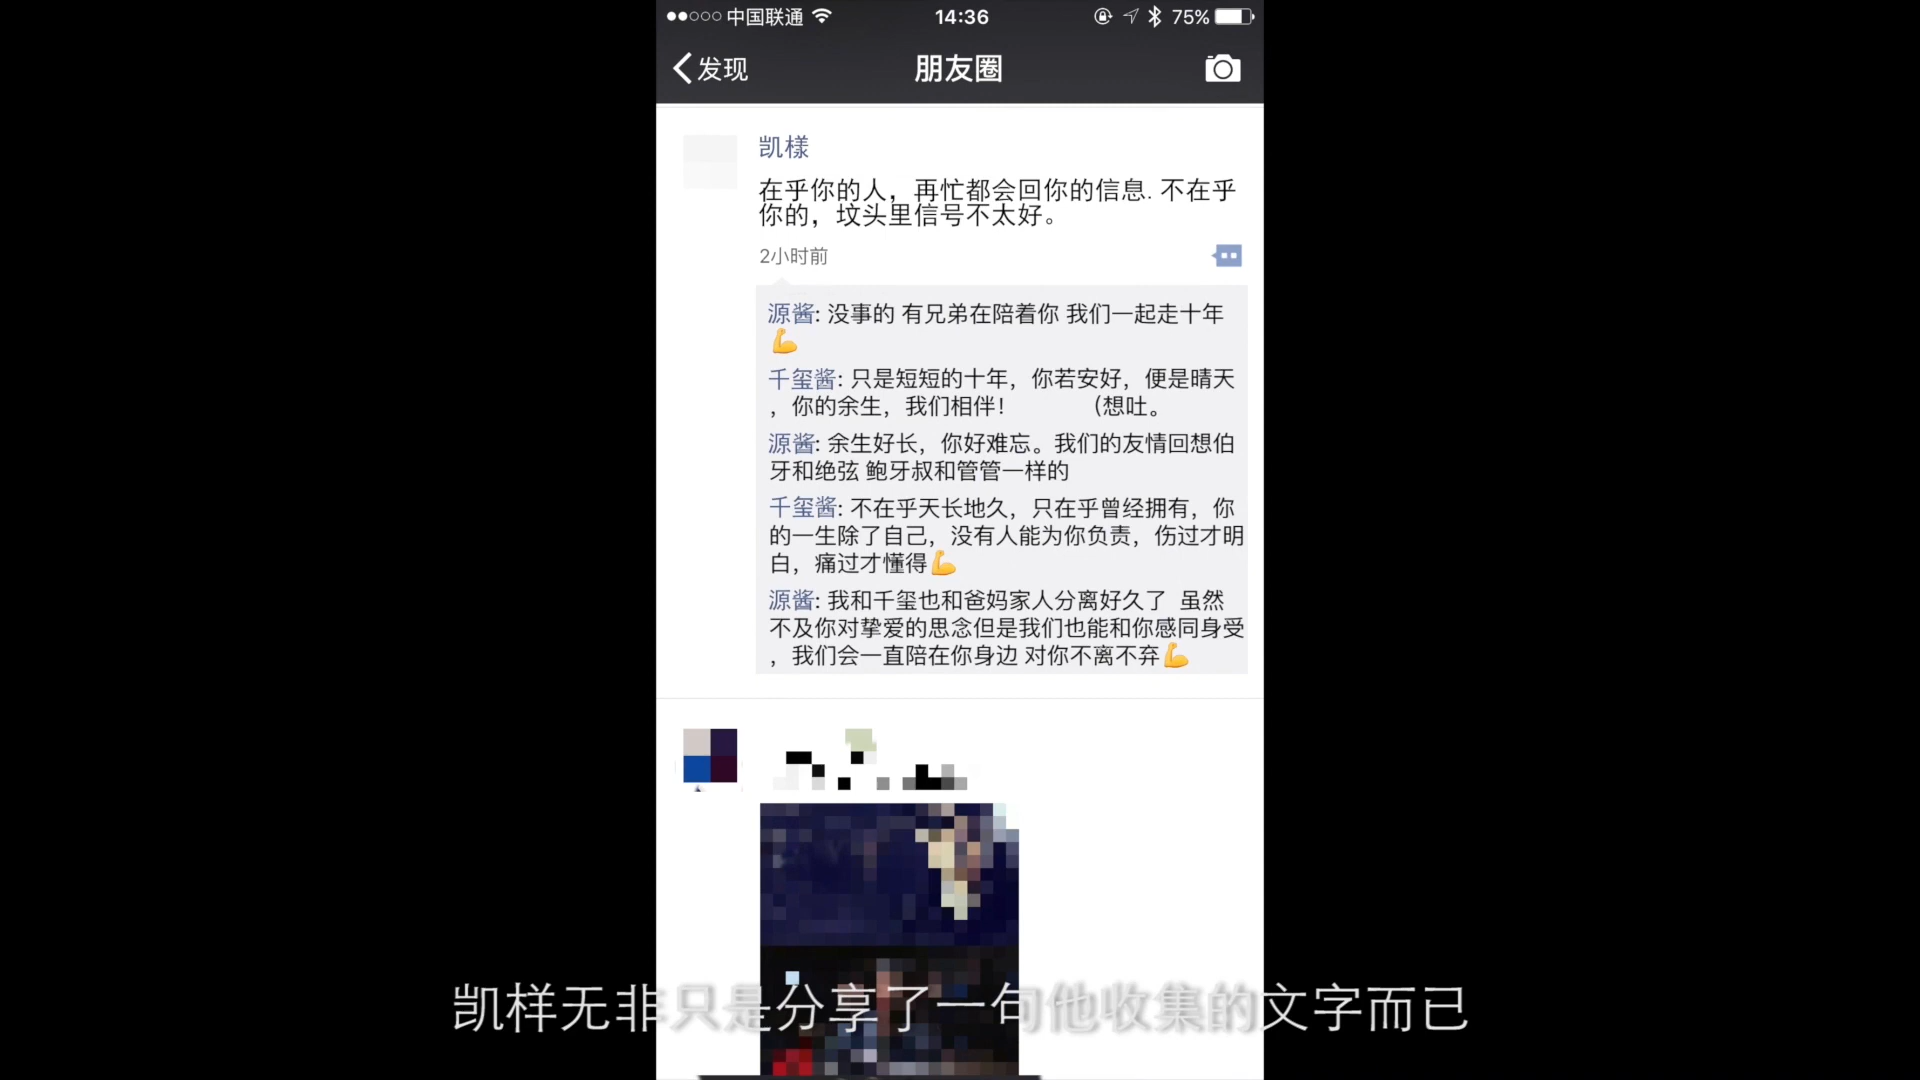 中国联通 14:36 75%
发现 朋友圈
凯樣
在乎你的人，再忙都会回你的信息. 不在乎
你的，坟头里信号不太好。
2小时前
源酱: 没事的 有兄弟在陪着你 我们一起走十年
💪
千玺酱: 只是短短的十年，你若安好，便是晴天
，你的余生，我们相伴！ （想吐。
源酱: 余生好长，你好难忘。我们的友情回想伯
牙和绝弦 鲍牙叔和管管一样的
千玺酱: 不在乎天长地久，只在乎曾经拥有，你
的一生除了自己，没有人能为你负责，伤过才明
白，痛过才懂得💪
源酱: 我和千玺也和爸妈家人分离好久了 虽然
不及你对挚爱的思念但是我们也能和你感同身受
，我们会一直陪在你身边 对你不离不弃💪
凯样无非只是分享了一句他收集的文字而已